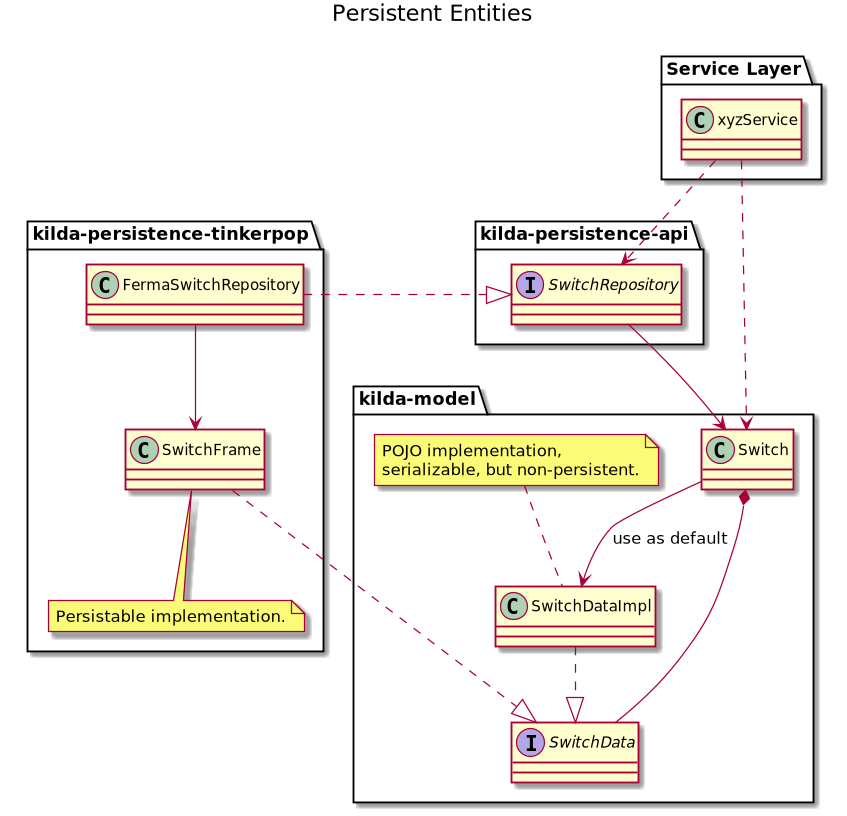 Persistent Entities
Service Layer
C xyzService
kilda-persistence-tinkerpop
kilda-persistence-api
C FermaSwitchRepository
I SwitchRepository
kilda-model
C SwitchFrame
POJO implementation,
serializable, but non-persistent.
C Switch
use as default
Persistable implementation.
C SwitchDataImpl
I SwitchData